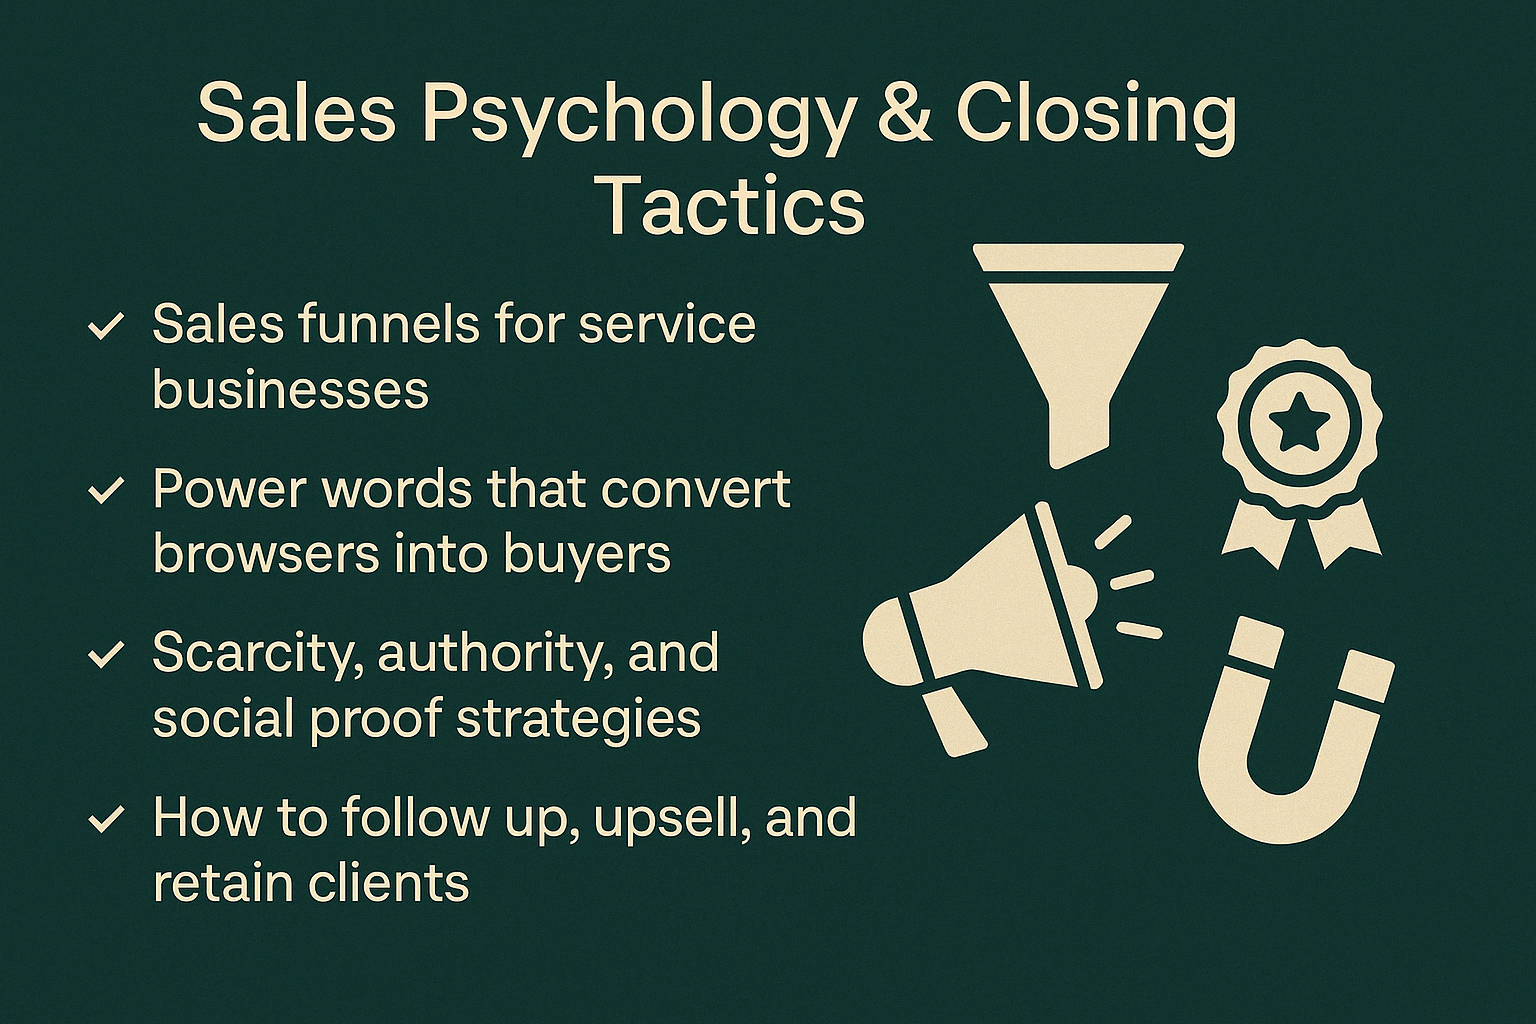 Sales Psychology & Closing
Tactics
✓ Sales funnels for service
businesses
✓ Power words that convert
browsers into buyers
✓ Scarcity, authority, and
social proof strategies
✓ How to follow up, upsell, and
retain clients